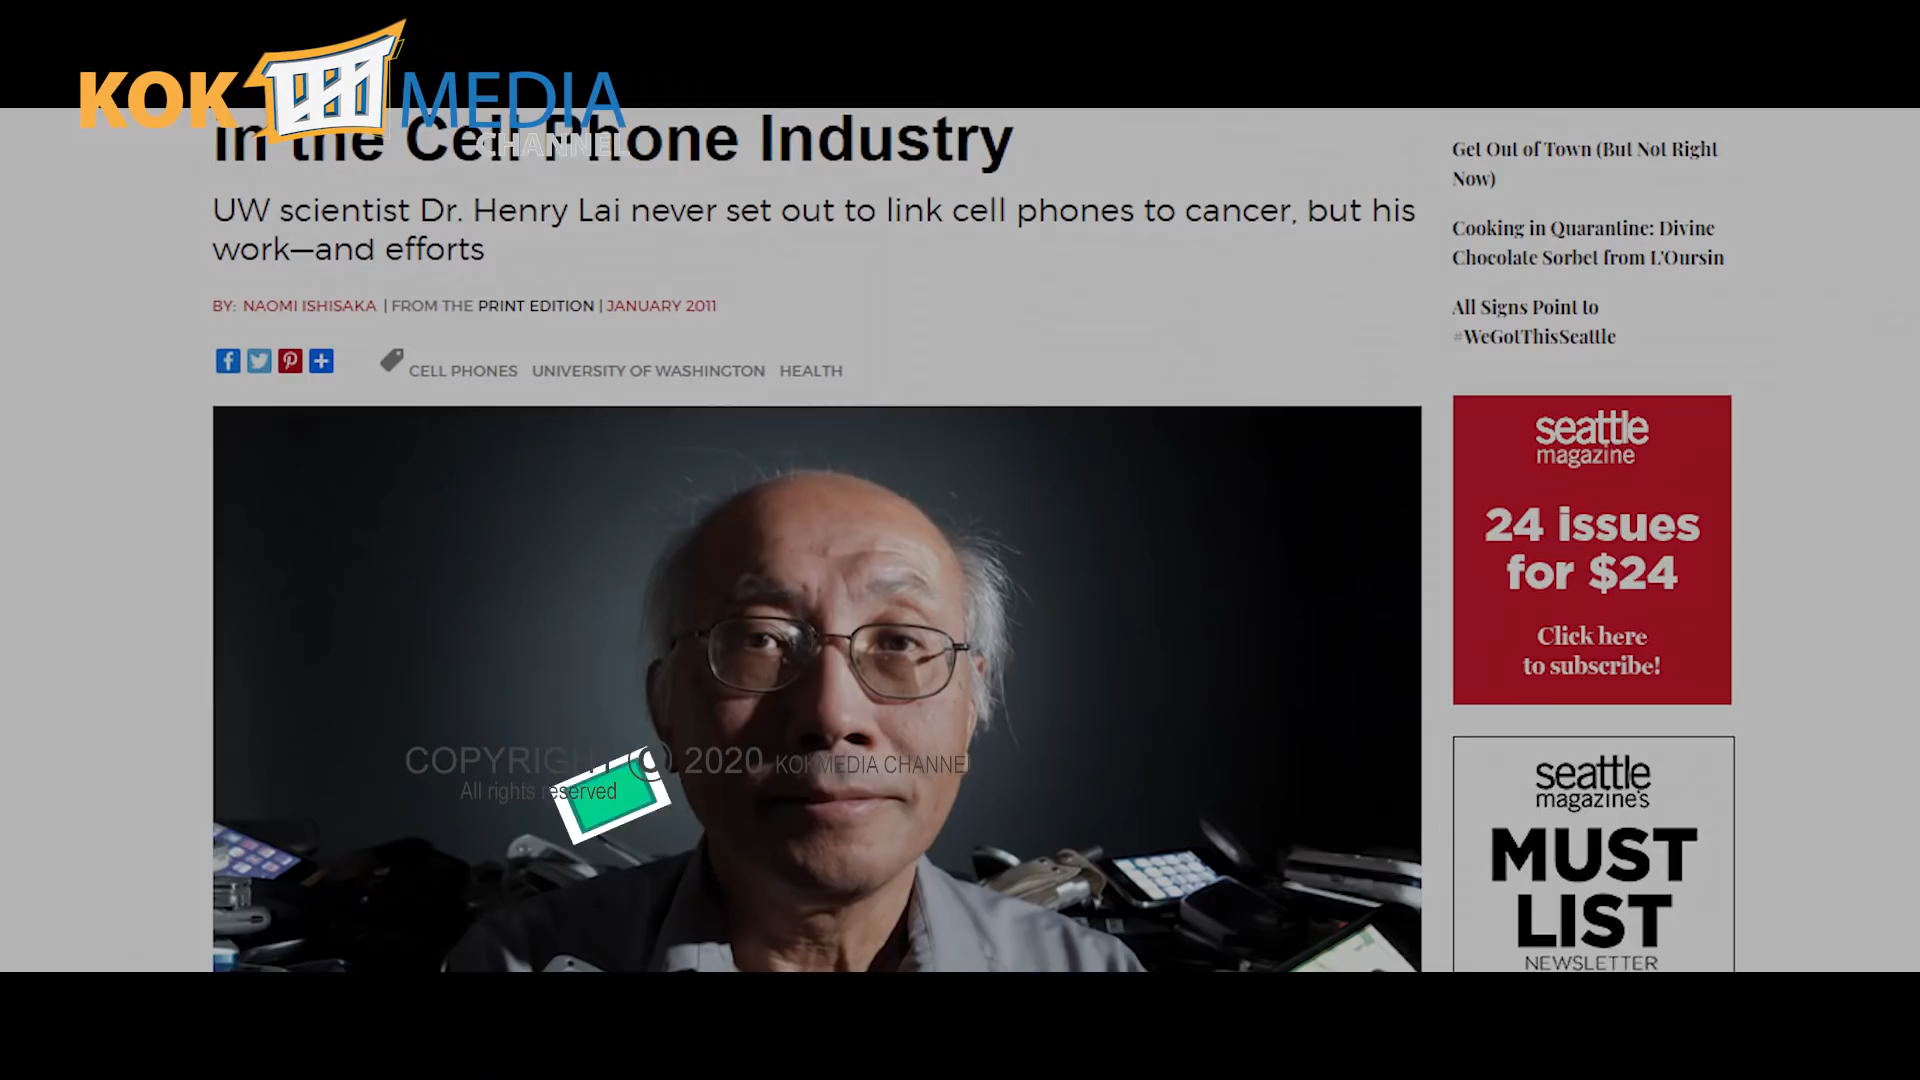 KOK MEDIA
CHANNEL
In the Cell Phone Industry
UW scientist Dr. Henry Lai never set out to link cell phones to cancer, but his
work—and efforts
BY: NAOMI ISHISAKA | FROM THE PRINT EDITION | JANUARY 2011
CELL PHONES UNIVERSITY OF WASHINGTON HEALTH
Get Out of Town (But Not Right
Now)
Cooking in Quarantine: Divine
Chocolate Sorbet from L'Oursin
All Signs Point to
#WeGotThisSeattle
seattle
magazine
24 issues
for $24
Click here
to subscribe!
seattle
magazine's
MUST
LIST
NEWSLETTER
COPYRIGHT © 2020 KOKMEDIA CHANNEL
All rights reserved